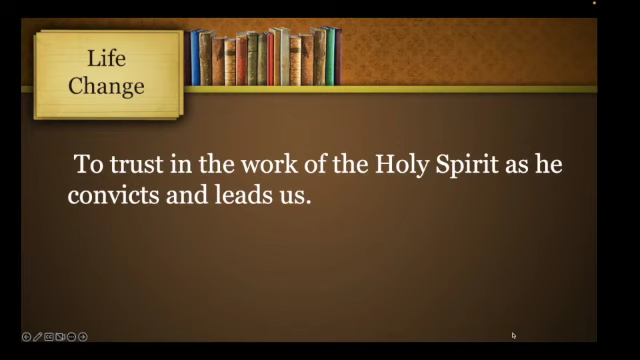 Life
Change
To trust in the work of the Holy Spirit as he
convicts and leads us.